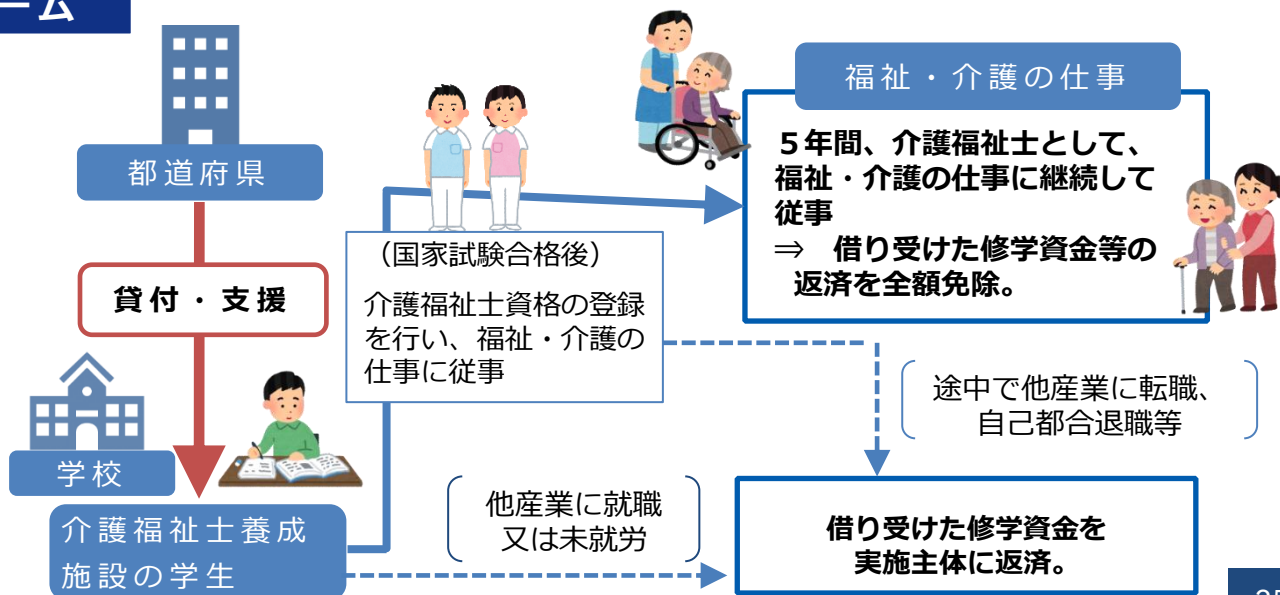 ーム
都道府県
貸付・支援
学校
介護福祉士養成
施設の学生
（国家試験合格後）
介護福祉士資格の登録
を行い、福祉・介護の
仕事に従事
福祉・介護の仕事
５年間、介護福祉士として、
福祉・介護の仕事に継続して
従事
⇒　借り受けた修学資金等の
返済を全額免除。
途中で他産業に転職、
自己都合退職等
他産業に就職
又は未就労
借り受けた修学資金を
実施主体に返済。